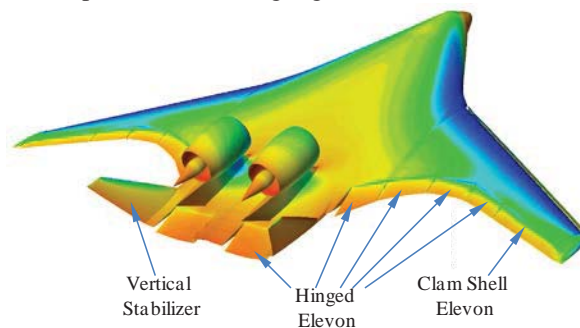 Vertical
Stabilizer
Hinged
Elevon
Clam Shell
Elevon